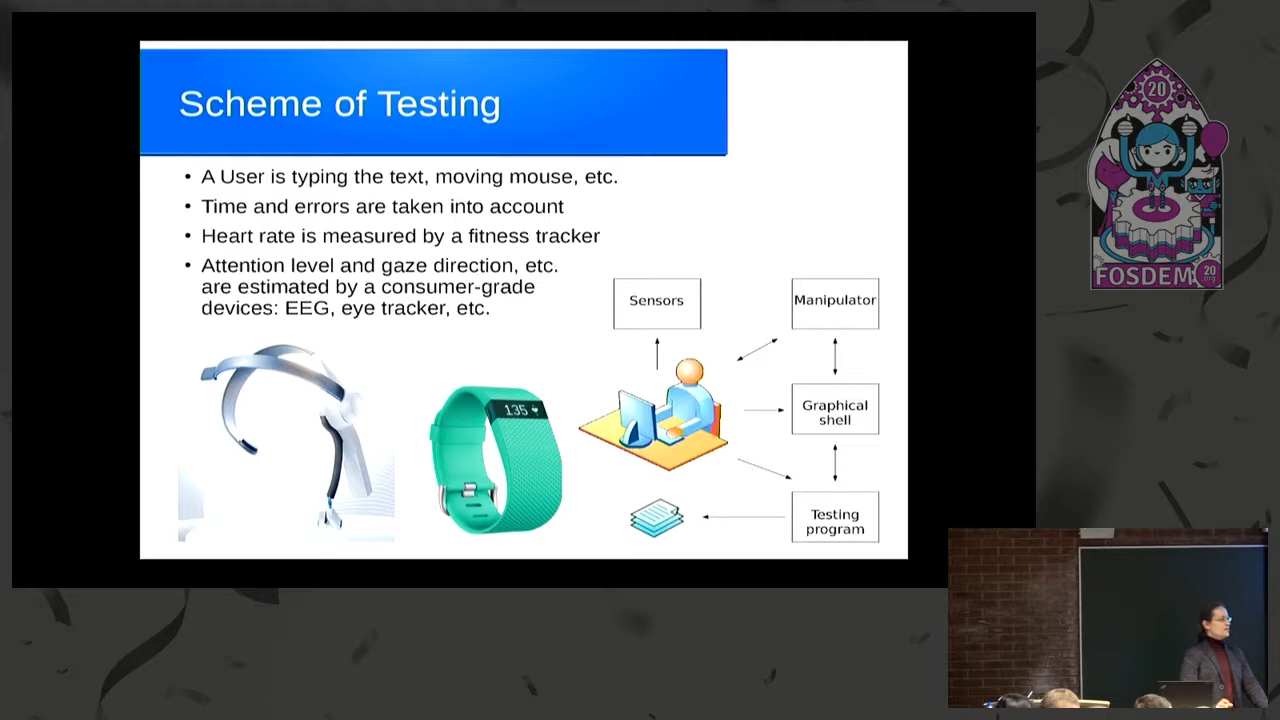 Scheme of Testing
• A User is typing the text, moving mouse, etc.
• Time and errors are taken into account
• Heart rate is measured by a fitness tracker
• Attention level and gaze direction, etc.
are estimated by a consumer-grade
devices: EEG, eye tracker, etc.
Sensors
Manipulator
Graphical
shell
Testing
program
135
20
FOSDEM
20
.org